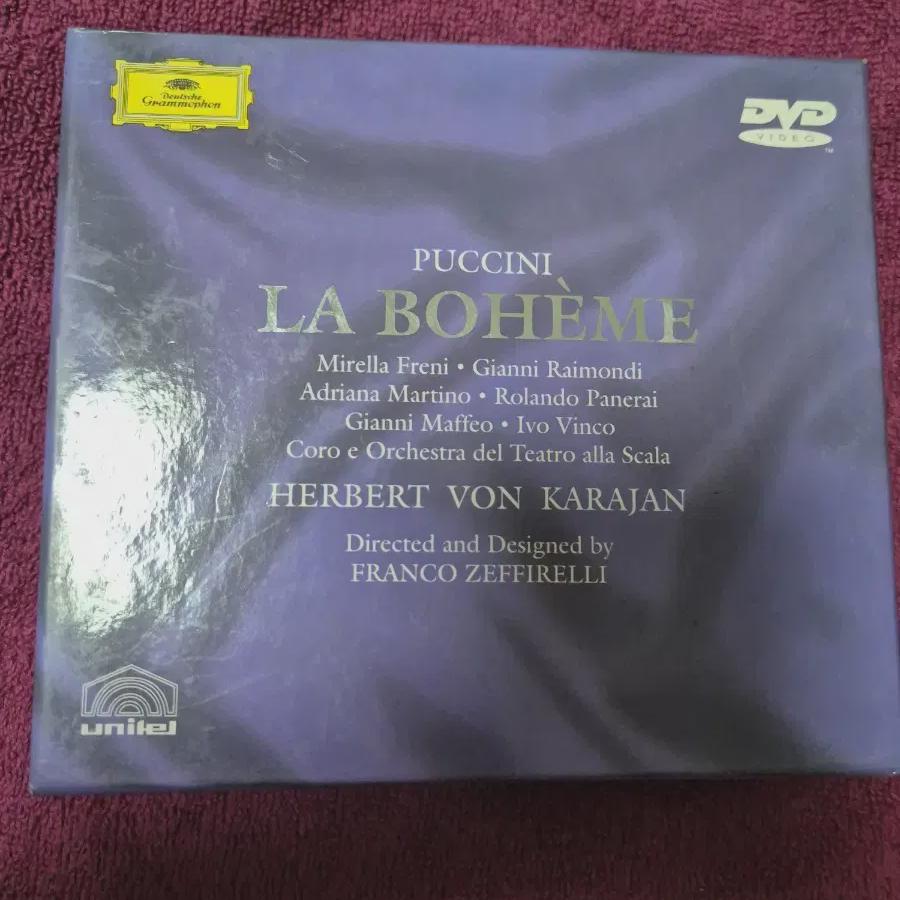 Deutsche
Grammophon
DVD
VIDEO
TM
PUCCINI
LA BOHÈME
Mirella Freni • Gianni Raimondi
Adriana Martino • Rolando Panerai
Gianni Maffeo • Ivo Vinco
Coro e Orchestra del Teatro alla Scala
HERBERT VON KARAJAN
Directed and Designed by
FRANCO ZEFFIRELLI
unitel